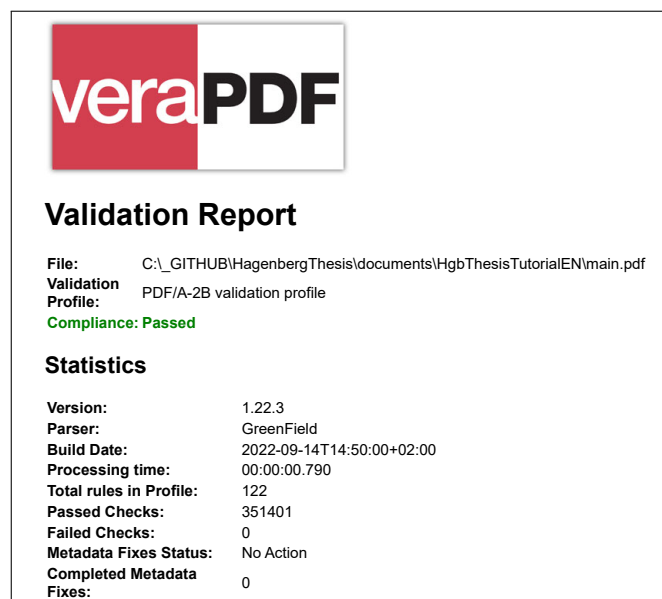 veraPDF
Validation Report
File: C:\_GITHUB\HagenbergThesis\documents\HgbThesisTutorialEN\main.pdf
Validation
Profile: PDF/A-2B validation profile
Compliance: Passed
Statistics
Version: 1.22.3
Parser: GreenField
Build Date: 2022-09-14T14:50:00+02:00
Processing time: 00:00:00.790
Total rules in Profile: 122
Passed Checks: 351401
Failed Checks: 0
Metadata Fixes Status: No Action
Completed Metadata
Fixes: 0